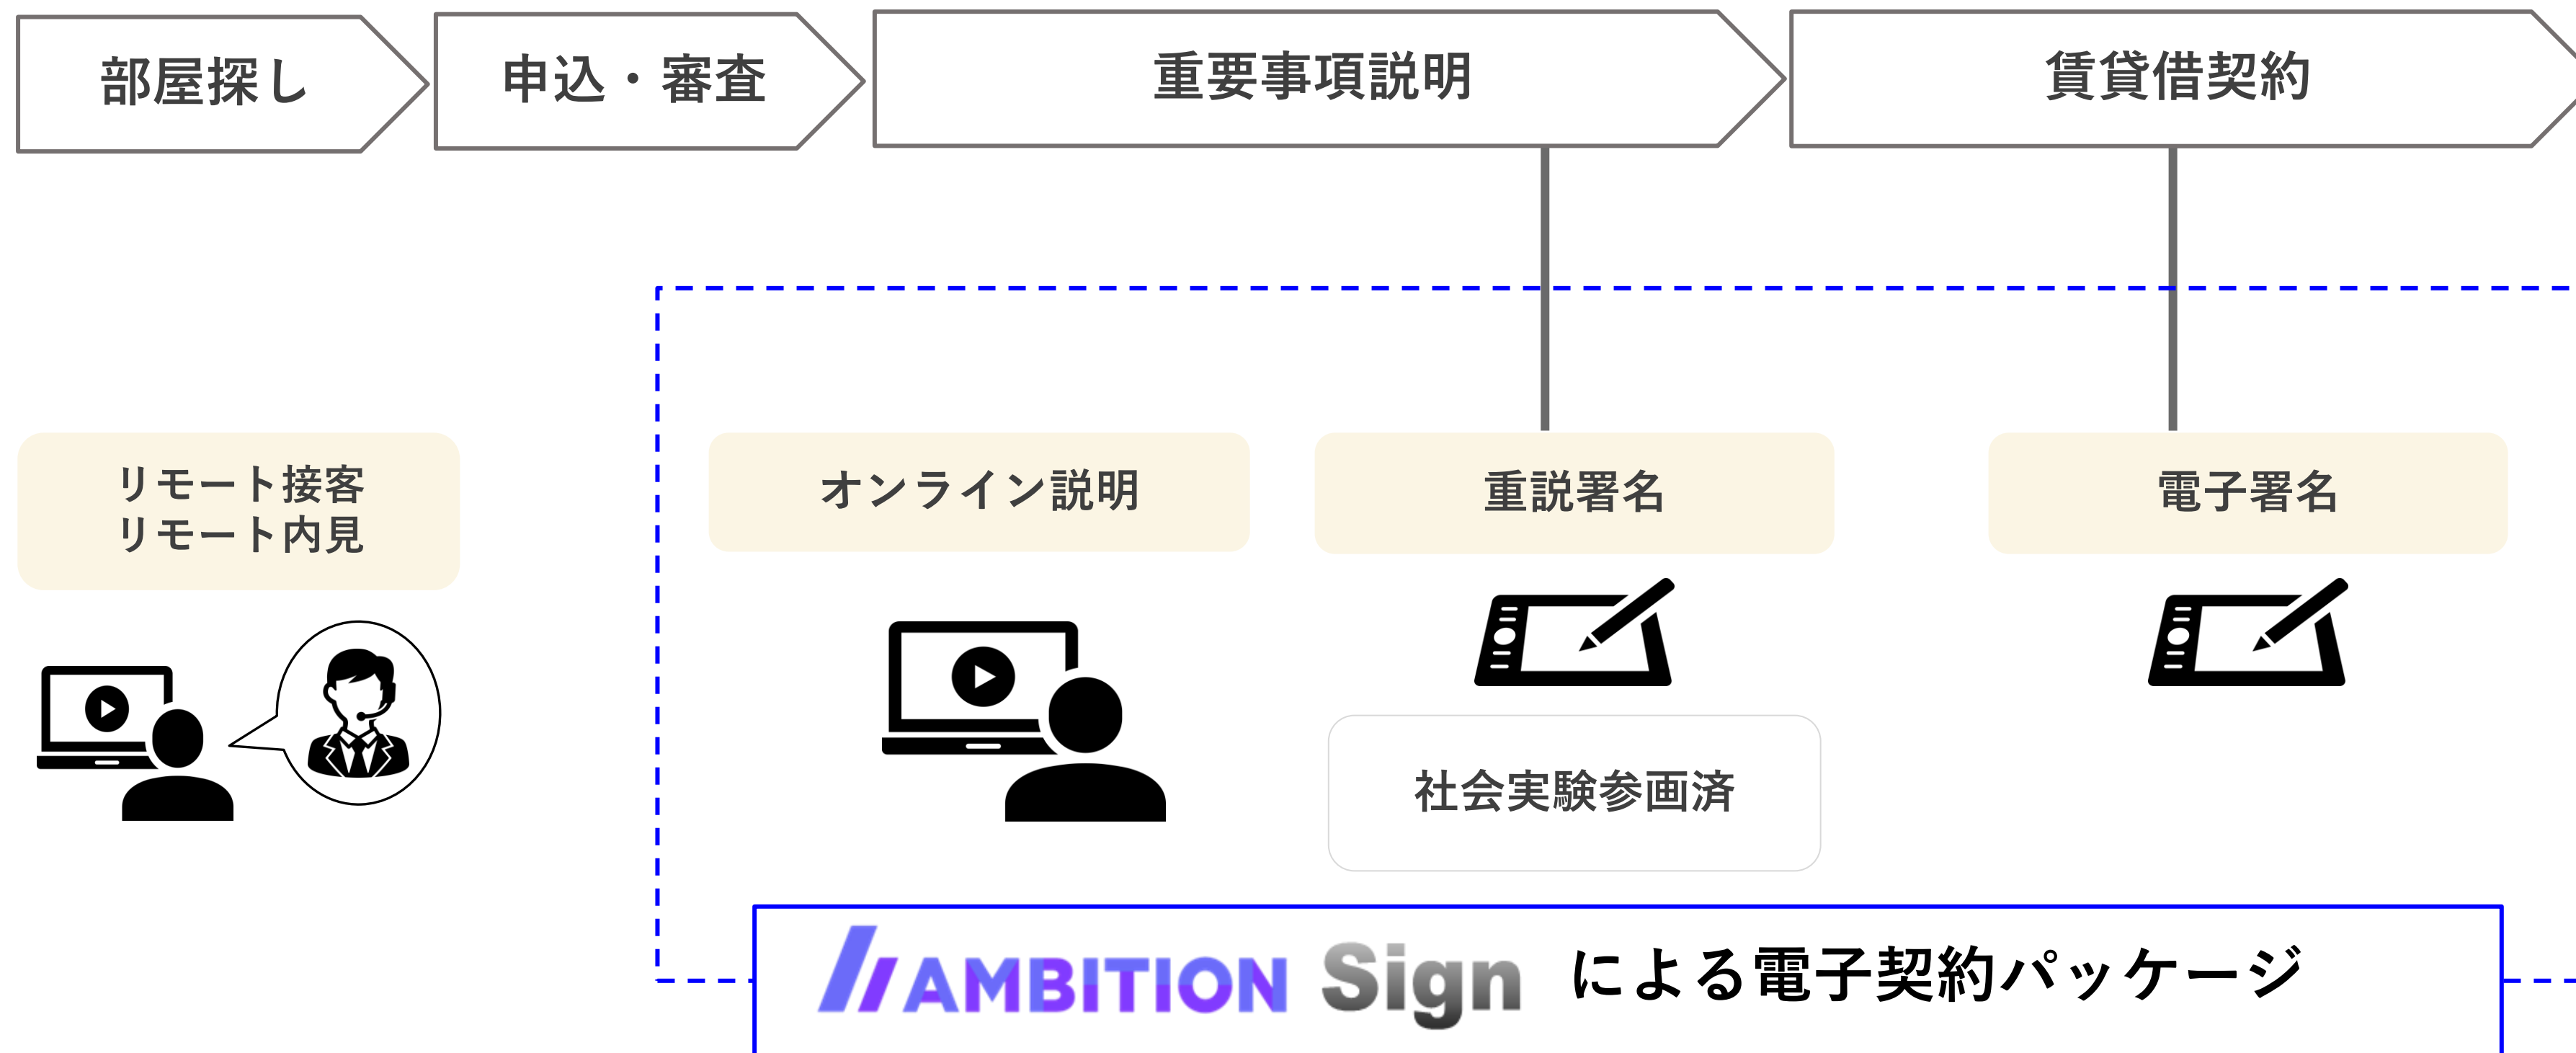 部屋探し
申込・審査
重要事項説明
賃貸借契約
リモート接客
リモート内見
オンライン説明
重説署名
電子署名
社会実験参画済
AMBITION Sign による電子契約パッケージ